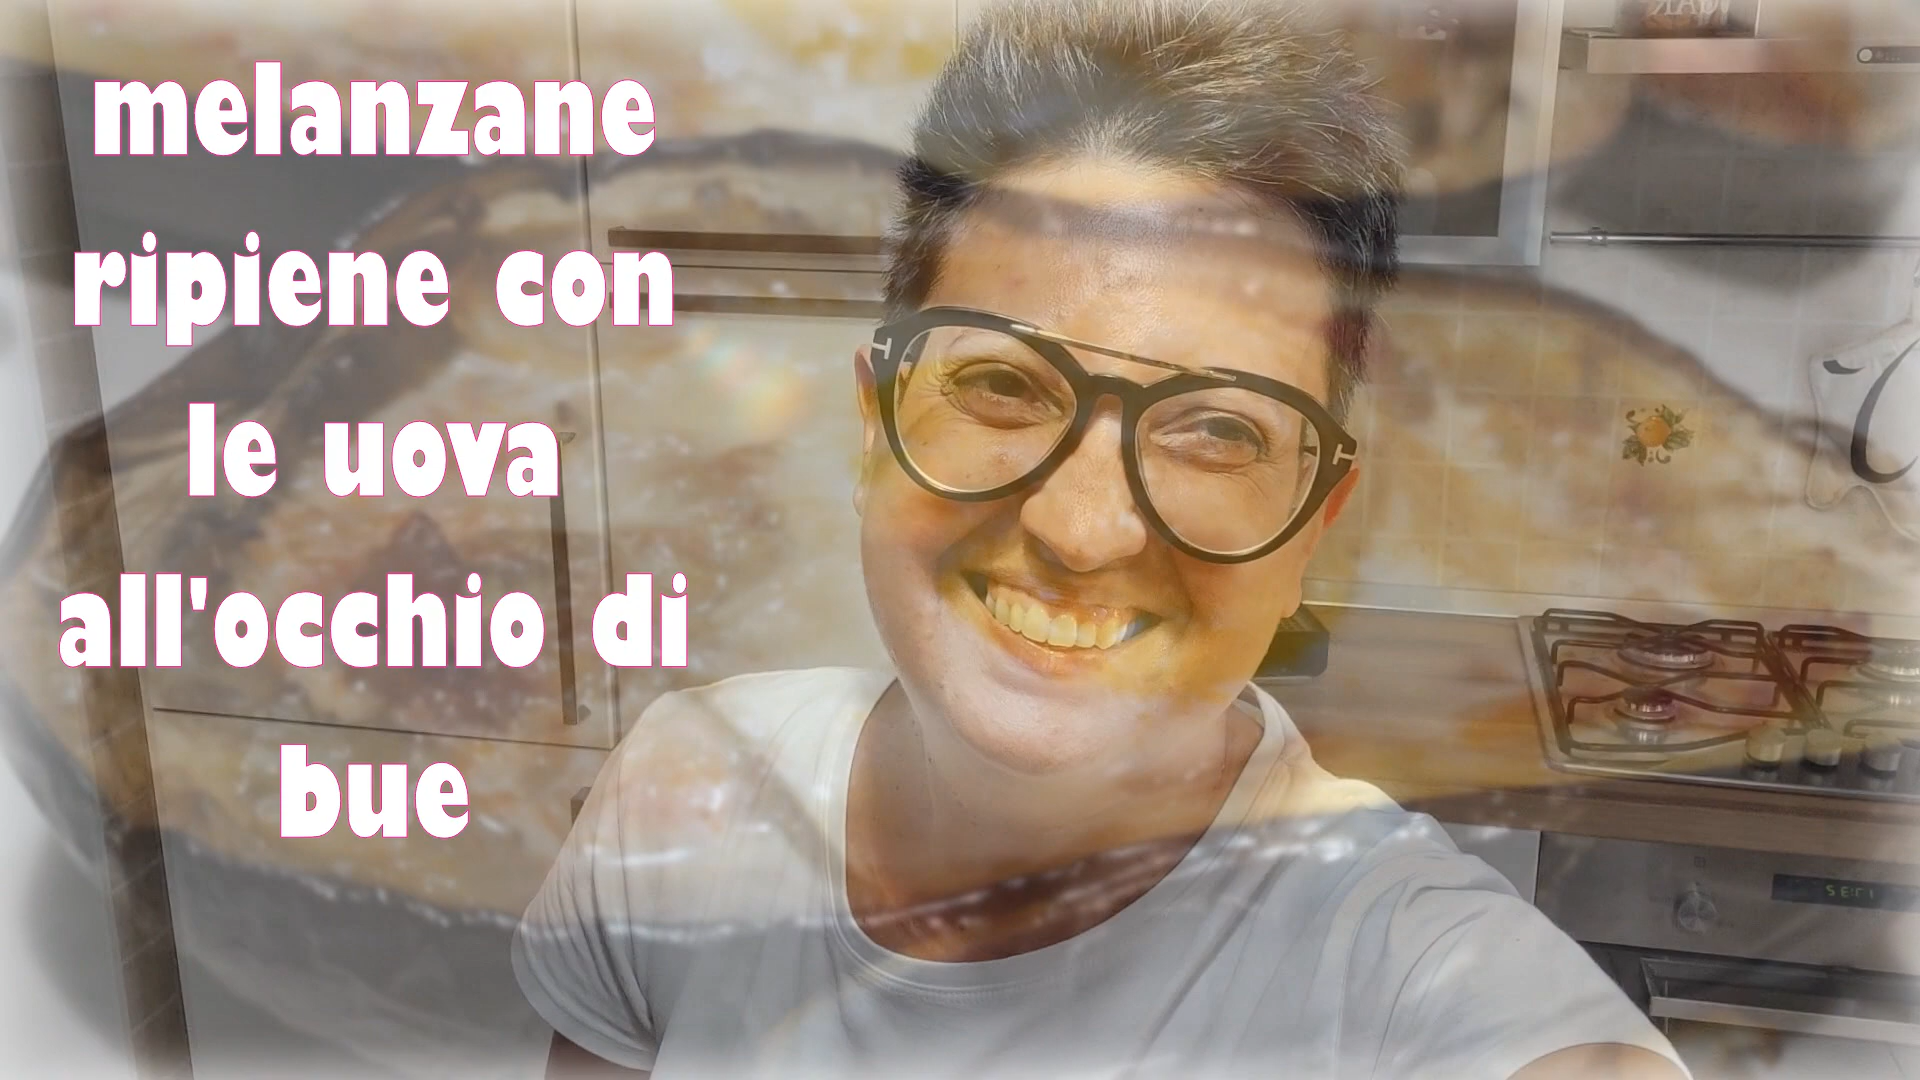 melanzane
ripiene con
le uova
all'occhio di
bue